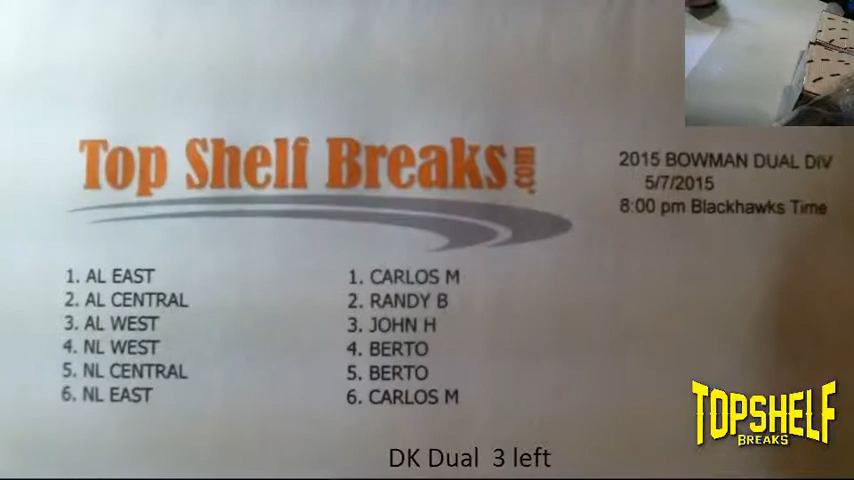 Top Shelf Breaks.com
2015 BOWMAN DUAL DIV
5/7/2015
8:00 pm Blackhawks Time
1. AL EAST
2. AL CENTRAL
3. AL WEST
4. NL WEST
5. NL CENTRAL
6. NL EAST
1. CARLOS M
2. RANDY B
3. JOHN H
4. BERTO
5. BERTO
6. CARLOS M
TOPSHELF
BREAKS
DK Dual 3 left